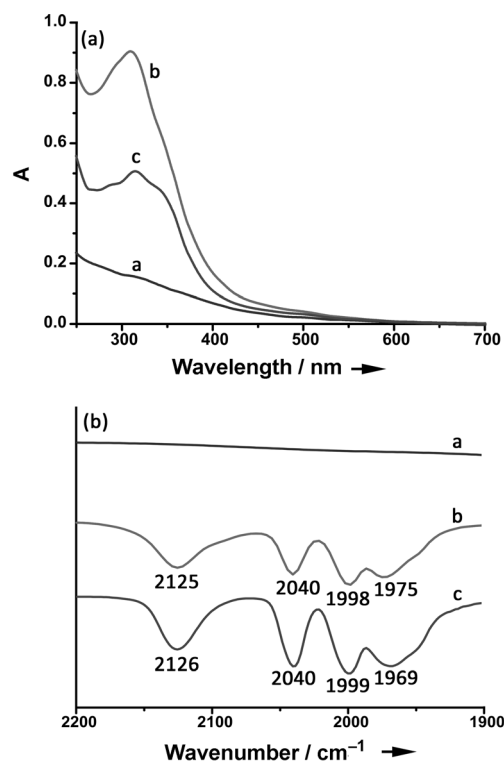 (a)
1.0
b
0.8
0.6
A
c
0.4
0.2
a
0.0
300 400 500 600 700
Wavelength / nm
(b)
a
b
2125 2040 1998 1975
c
2126 2040 1999 1969
2200 2100 2000 1900
Wavenumber / cm⁻¹